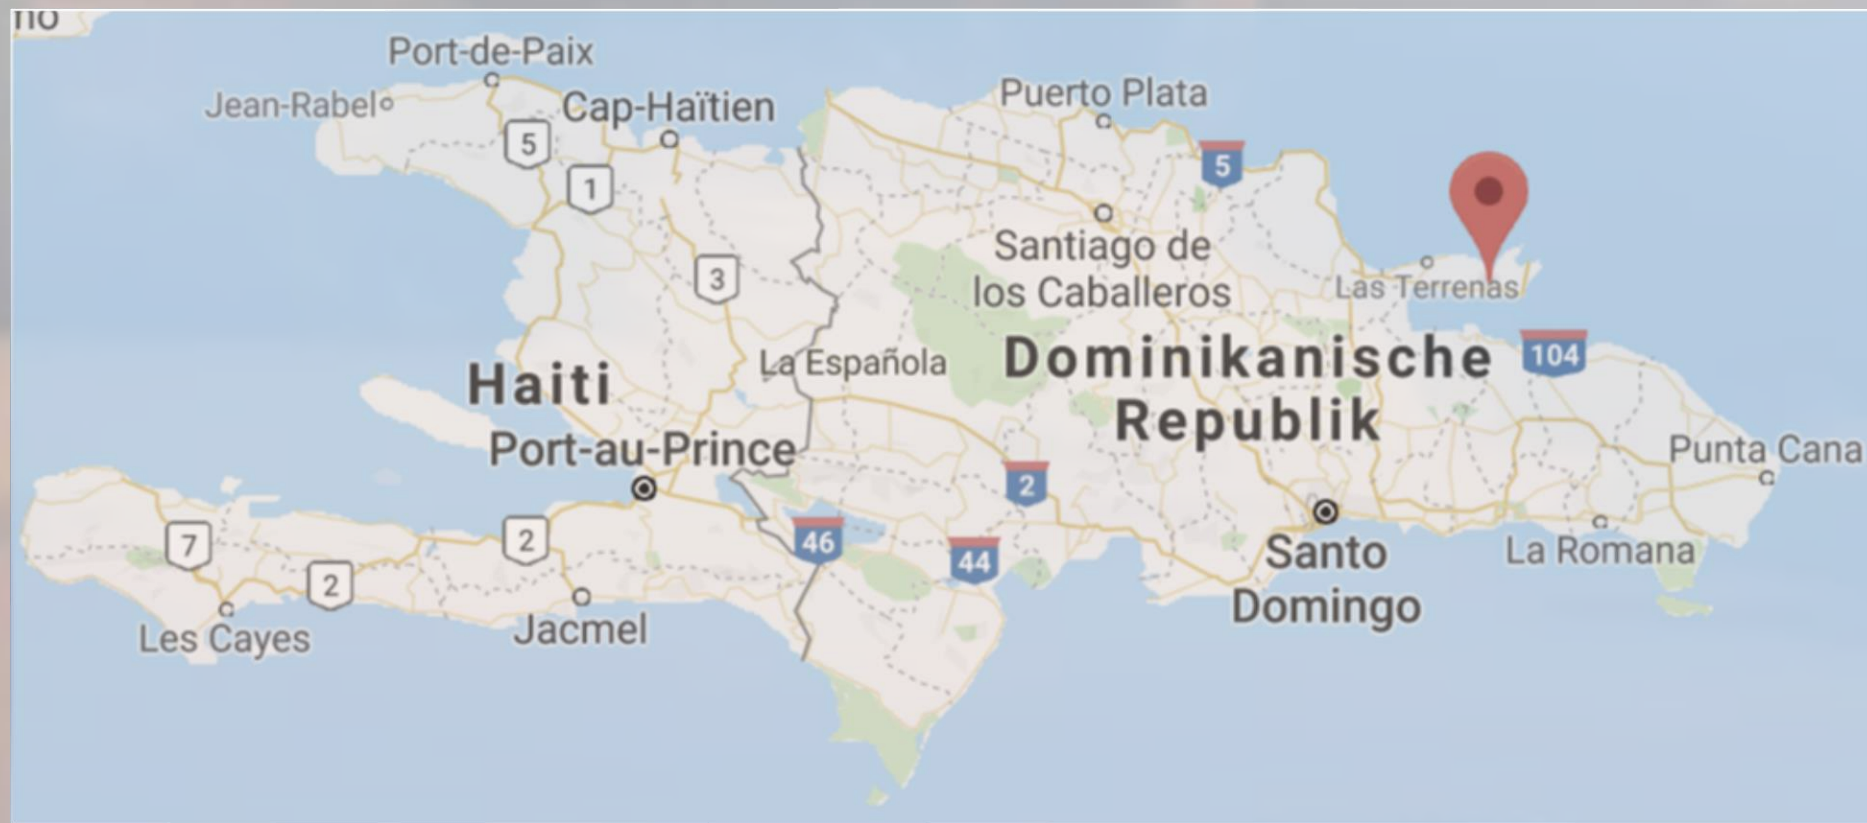 no
Port-de-Paix
Jean-Rabel
Cap-Haïtien
Puerto Plata
5
5
1
Santiago de
los Caballeros
3
Las Terrenas
Haiti
La Española
Dominikanische
Republik
104
Port-au-Prince
Punta Cana
2
7
2
46
44
Santo
Domingo
La Romana
2
Les Cayes
Jacmel